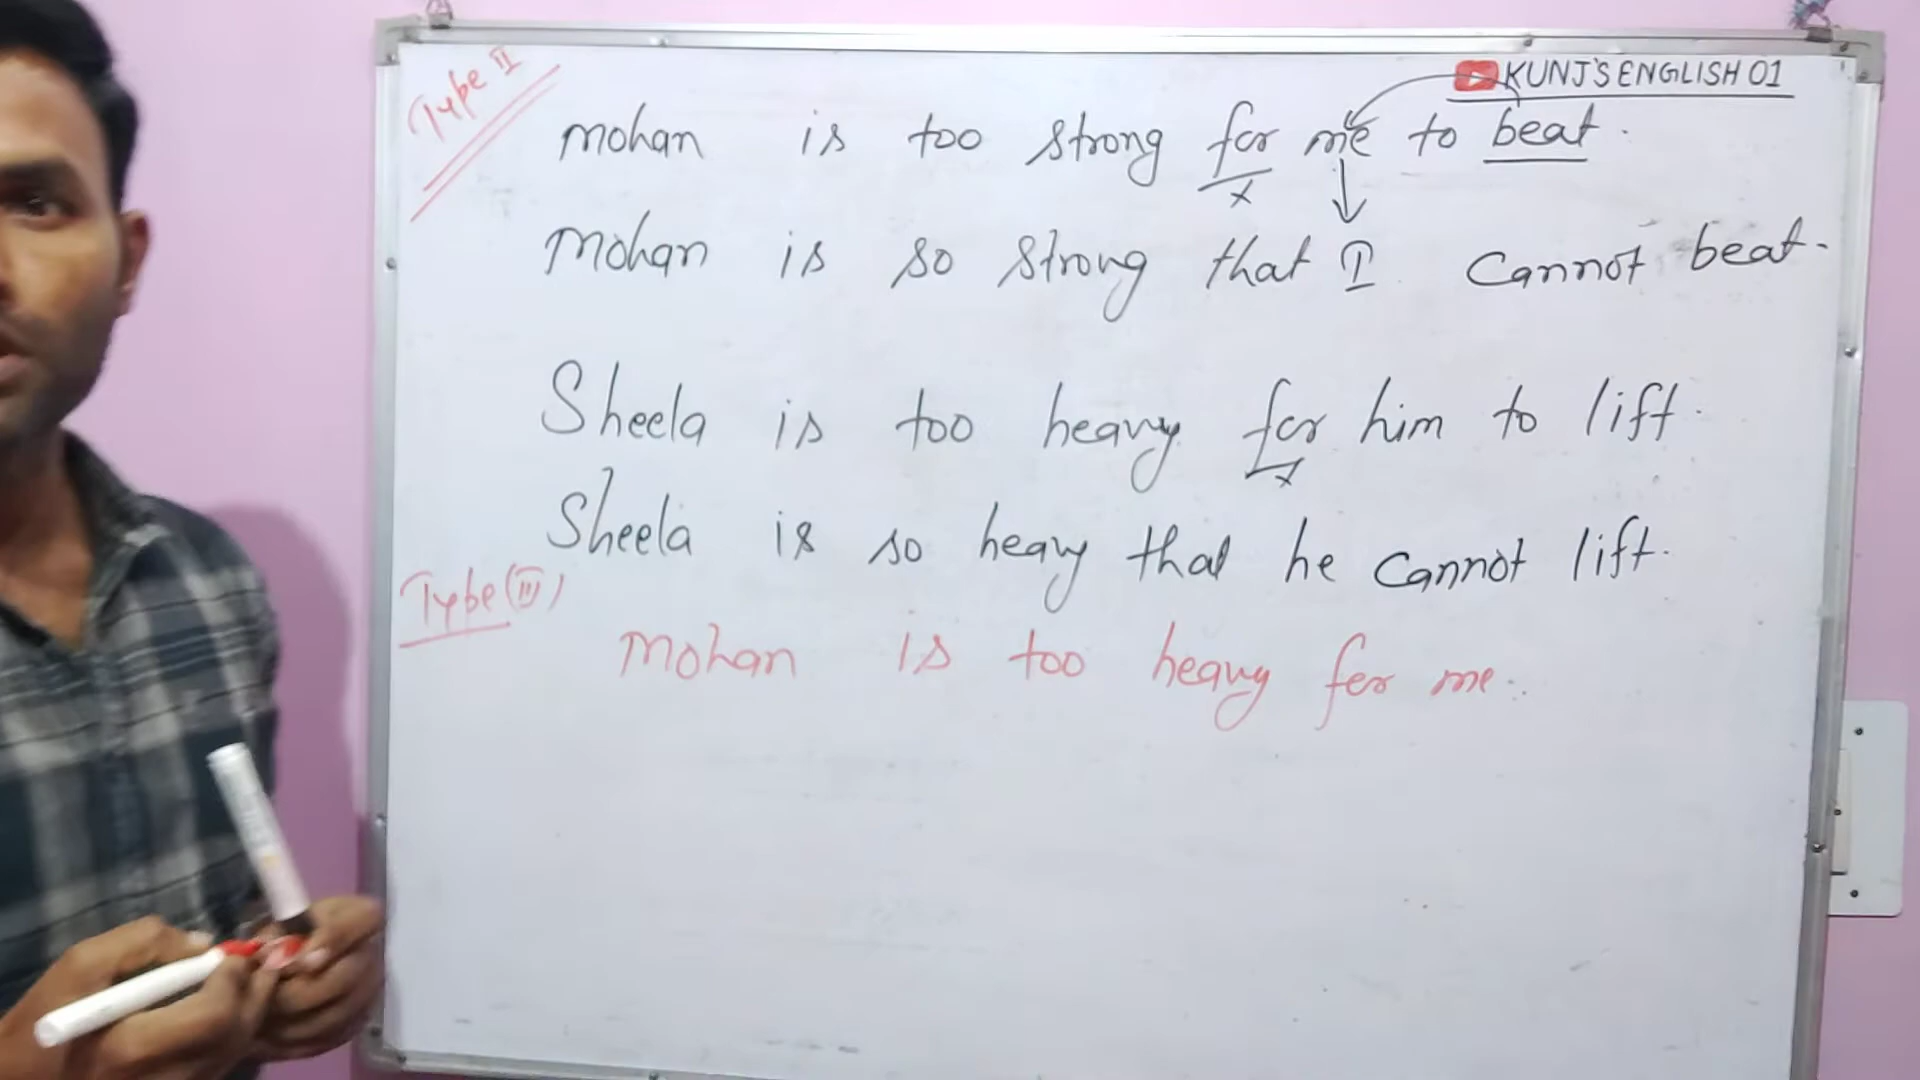 Type II
KUNJ'S ENGLISH 01
Mohan is too strong for me to beat.
x
Mohan is so strong that I cannot beat.
Sheela is too heavy for him to lift.
x
Sheela is so heavy that he cannot lift.
Type (III)
Mohan is too heavy for me.